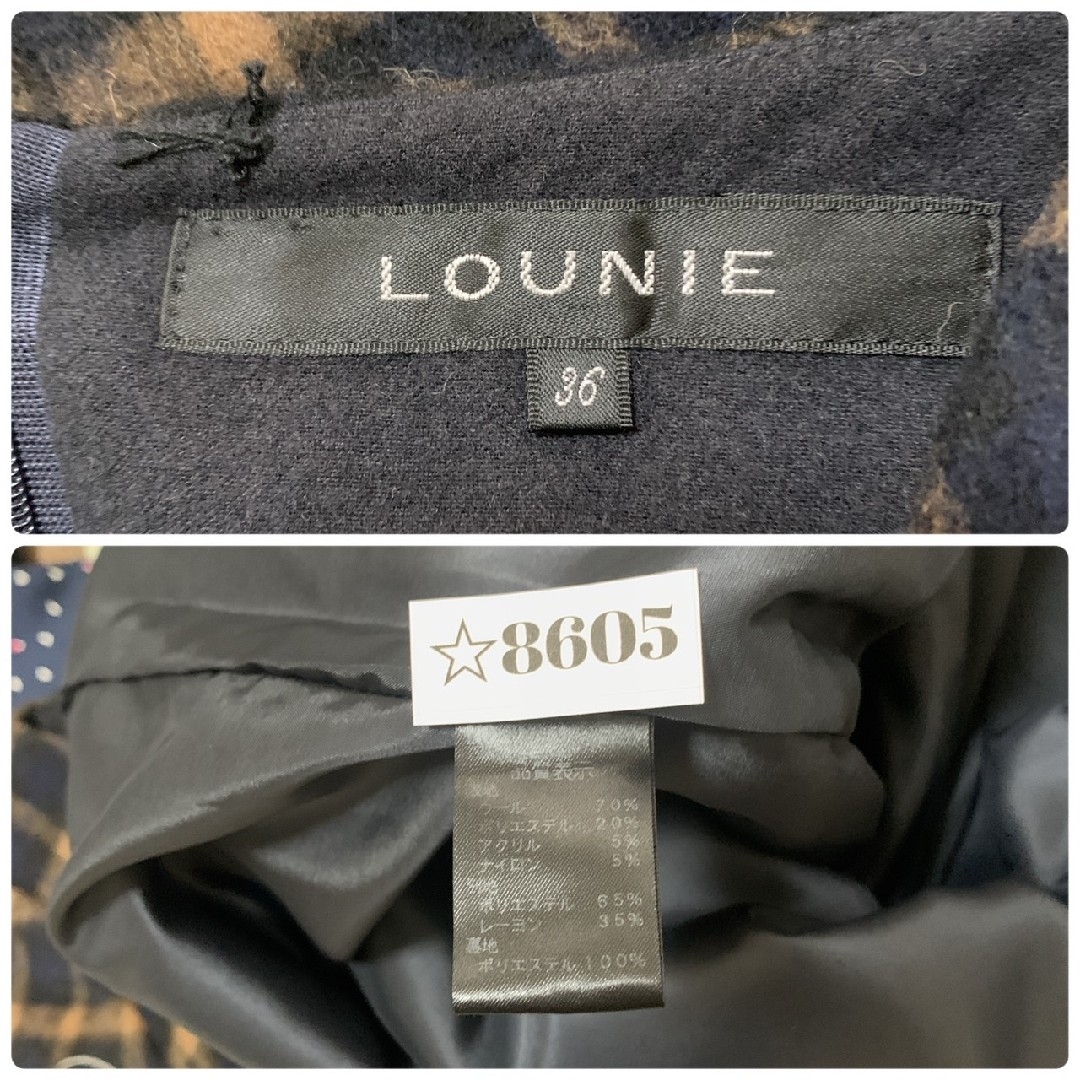 LOUNIE
36
☆8605
品質表示
表地
ウール 70%
ポリエステル 20%
アクリル 5%
ナイロン 5%
ポリエステル 65%
レーヨン 35%
裏地
ポリエステル 100%